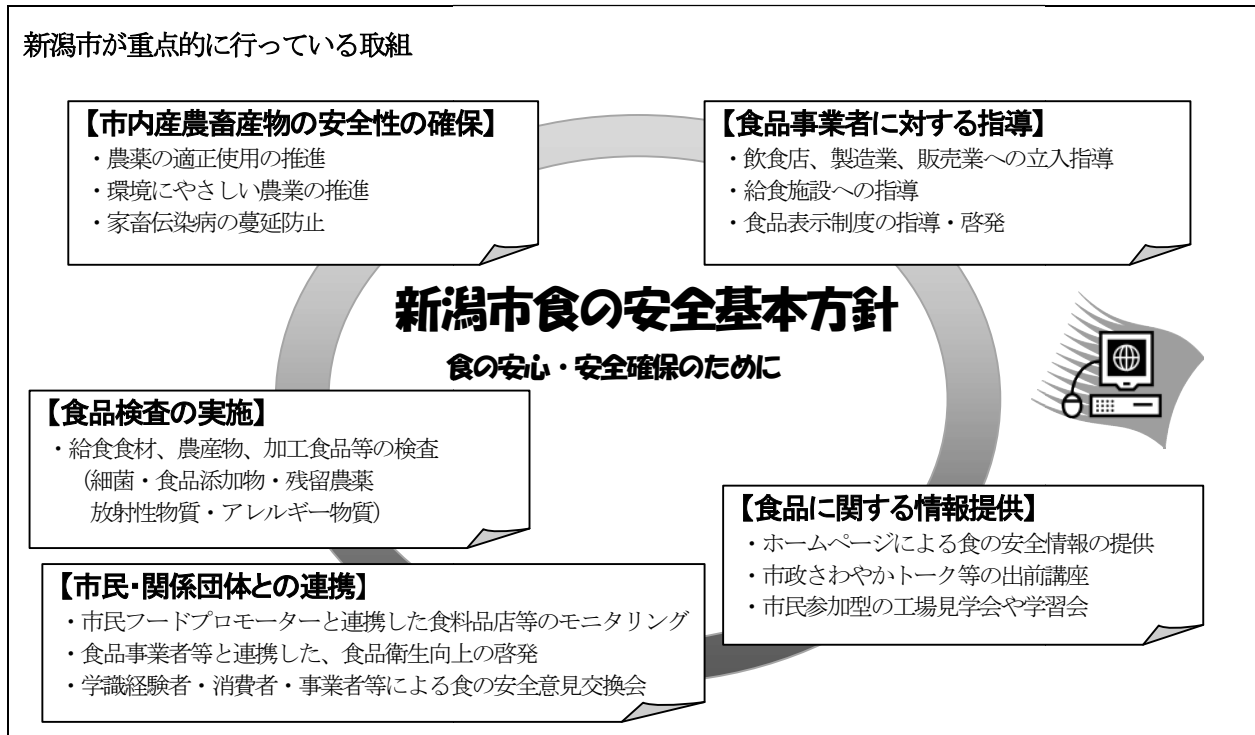 新潟市が重点的に行っている取組
【市内産農畜産物の安全性の確保】
・農薬の適正使用の推進
・環境にやさしい農業の推進
・家畜伝染病の蔓延防止
【食品事業者に対する指導】
・飲食店、製造業、販売業への立入指導
・給食施設への指導
・食品表示制度の指導・啓発
新潟市食の安全基本方針
食の安心・安全確保のために
【食品検査の実施】
・給食食材、農産物、加工食品等の検査
(細菌・食品添加物・残留農薬
放射性物質・アレルギー物質)
【食品に関する情報提供】
・ホームページによる食の安全情報の提供
・市政さわやかトーク等の出前講座
・市民参加型の工場見学会や学習会
【市民・関係団体との連携】
・市民フードプロモーターと連携した食料品店等のモニタリング
・食品事業者等と連携した、食品衛生向上の啓発
・学識経験者・消費者・事業者等による食の安全意見交換会